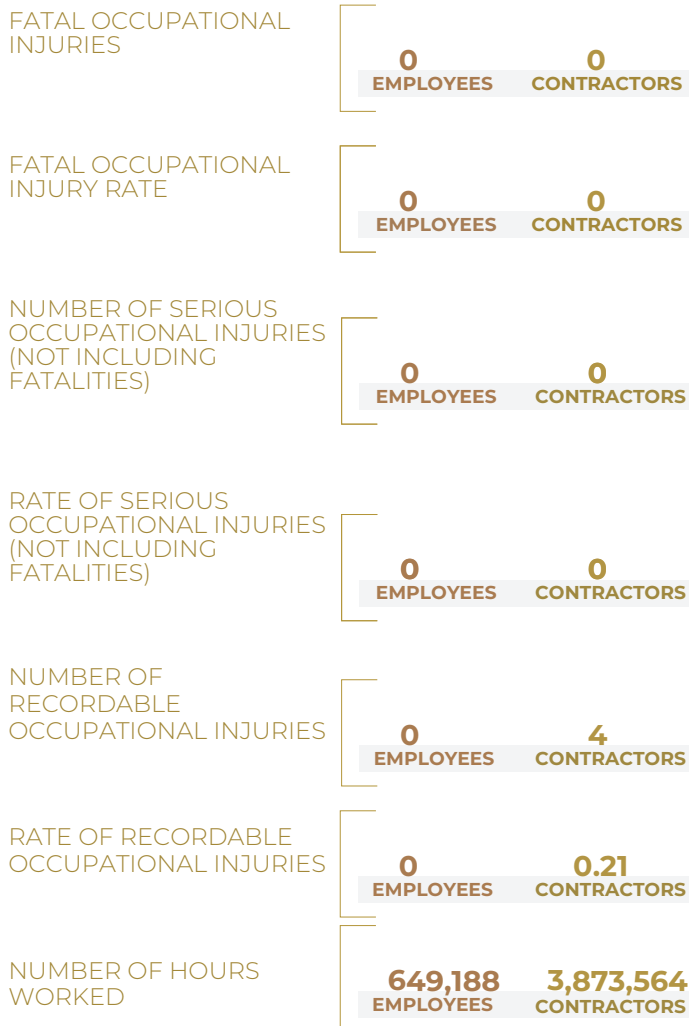 FATAL OCCUPATIONAL
INJURIES
0 0
EMPLOYEES CONTRACTORS
FATAL OCCUPATIONAL
INJURY RATE
0 0
EMPLOYEES CONTRACTORS
NUMBER OF SERIOUS
OCCUPATIONAL INJURIES
(NOT INCLUDING
FATALITIES)
0 0
EMPLOYEES CONTRACTORS
RATE OF SERIOUS
OCCUPATIONAL INJURIES
(NOT INCLUDING
FATALITIES)
0 0
EMPLOYEES CONTRACTORS
NUMBER OF
RECORDABLE
OCCUPATIONAL INJURIES
0 4
EMPLOYEES CONTRACTORS
RATE OF RECORDABLE
OCCUPATIONAL INJURIES
0 0.21
EMPLOYEES CONTRACTORS
NUMBER OF HOURS
WORKED
649,188 3,873,564
EMPLOYEES CONTRACTORS